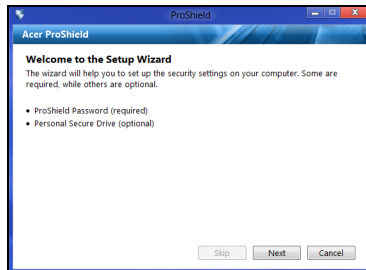 ProShield
Acer ProShield
Welcome to the Setup Wizard
The wizard will help you to set up the security settings on your computer. Some are
required, while others are optional.
• ProShield Password (required)
• Personal Secure Drive (optional)
Skip Next Cancel